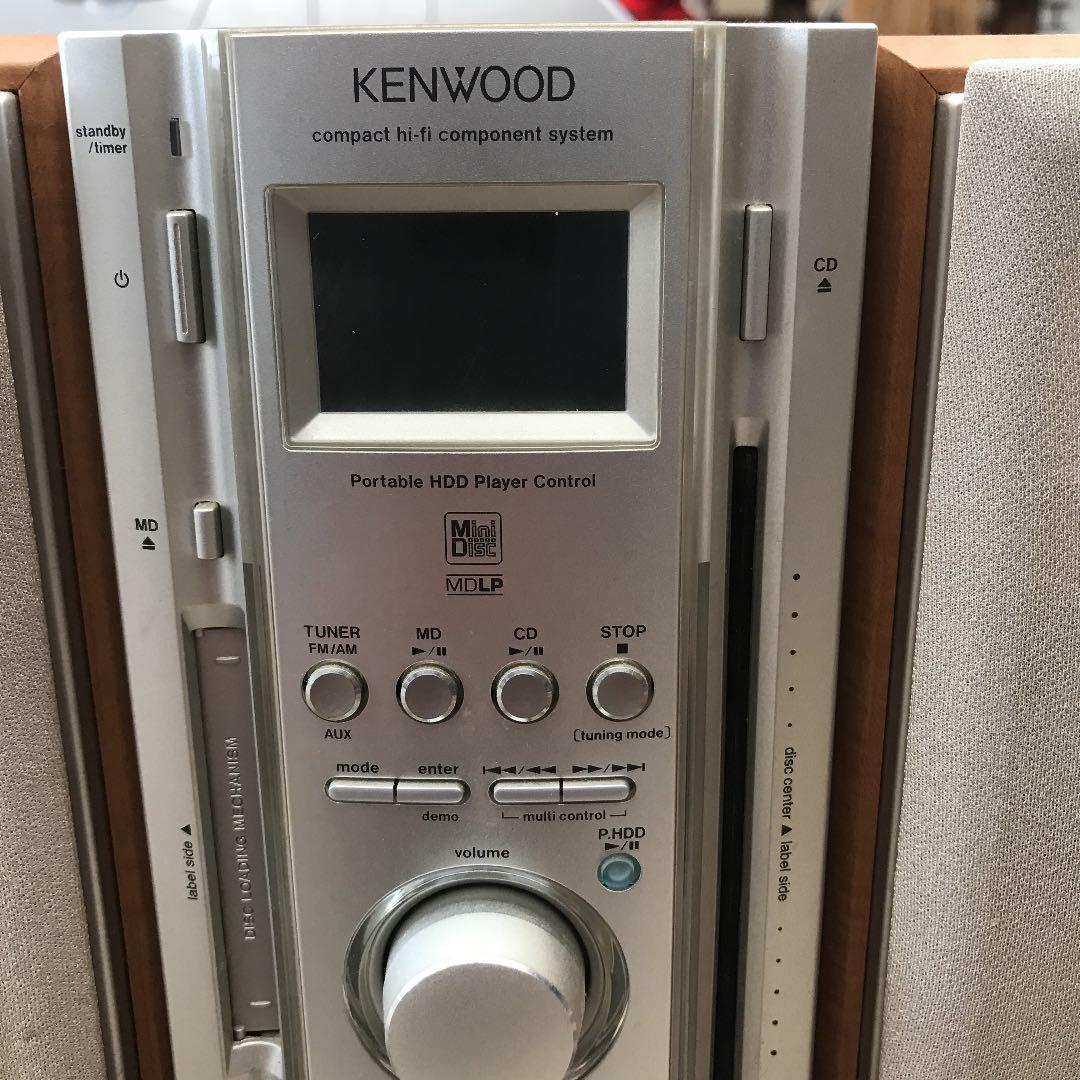 KENWOOD
compact hi-fi component system
standby
/timer
CD
Portable HDD Player Control
MD
Mini
Disc
MDLP
TUNER
FM/AM
MD
►/II
CD
►/II
STOP
■
AUX
[tuning mode]
mode
enter
I◄◄/◄◄
►►/►►I
demo
multi control
P.HDD
►/II
volume
label side ▲
DISC LOADING MECHANISM
disc center ▲ label side